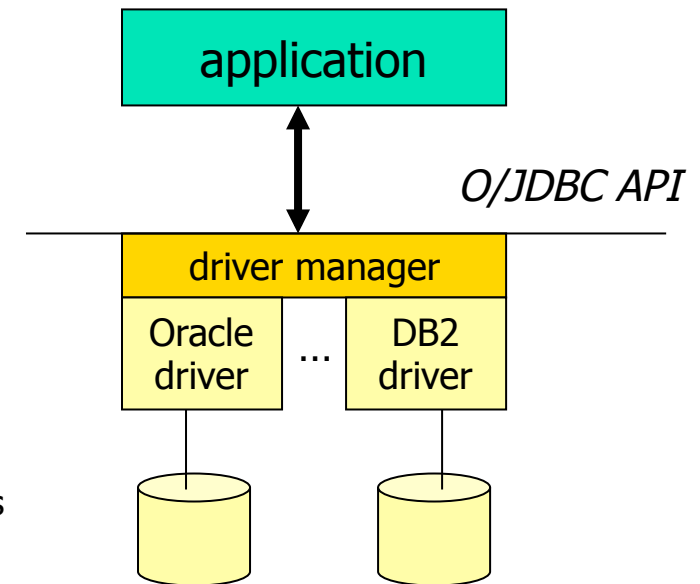 application
O/JDBC API
driver manager
Oracle
driver
...
DB2
driver
s